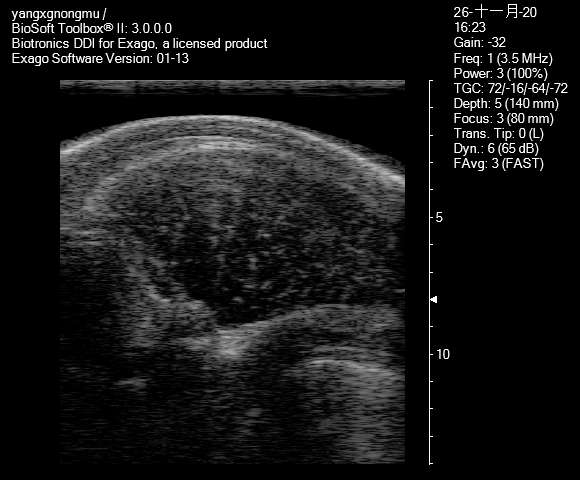 yangxgnongmu /
BioSoft Toolbox® II: 3.0.0.0
Biotronics DDI for Exago, a licensed product
Exago Software Version: 01-13
26-十一月-20
16:23
Gain: -32
Freq: 1 (3.5 MHz)
Power: 3 (100%)
TGC: 72/-16/-64/-72
Depth: 5 (140 mm)
Focus: 3 (80 mm)
Trans. Tip: 0 (L)
Dyn.: 6 (65 dB)
FAvg: 3 (FAST)
5
10